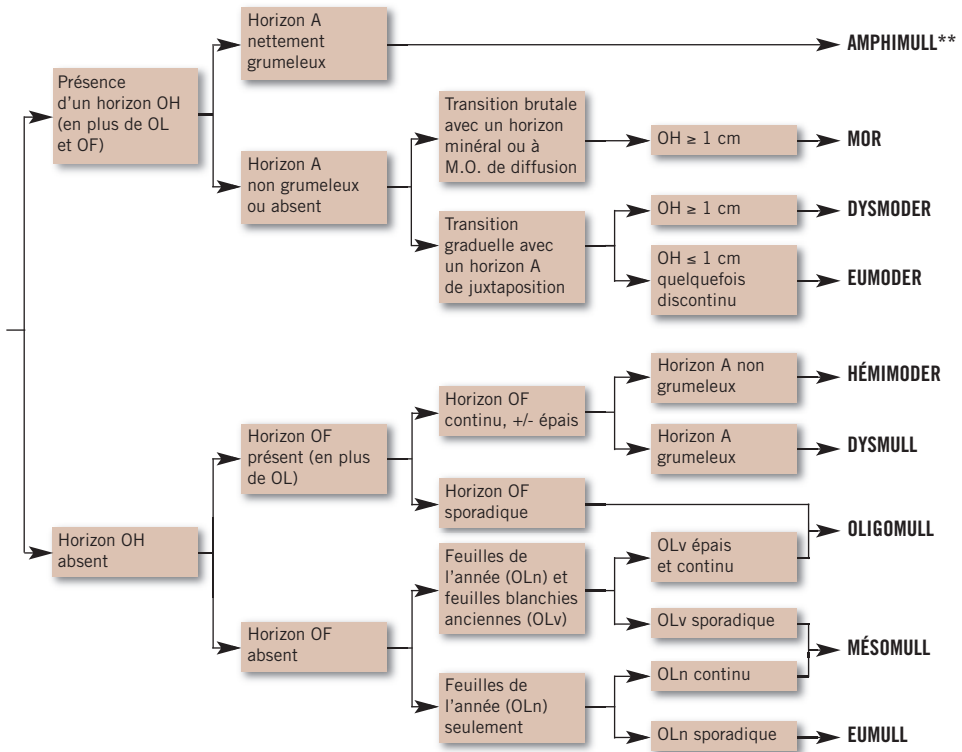 Horizon A
nettement
grumeleux
AMPHIMULL**
Présence
d'un horizon OH
(en plus de OL
et OF)
Horizon A
non grumeleux
ou absent
Transition brutale
avec un horizon
minéral ou à
M.O. de diffusion
OH ≥ 1 cm
MOR
Transition
graduelle avec
un horizon A
de juxtaposition
OH ≥ 1 cm
DYSMODER
OH ≤ 1 cm
quelquefois
discontinu
EUMODER
Horizon OH
absent
Horizon OF
présent (en plus
de OL)
Horizon OF
continu, +/- épais
Horizon A non
grumeleux
HÉMIMODER
Horizon A
grumeleux
DYSMULL
Horizon OF
sporadique
OLIGOMULL
Horizon OF
absent
Feuilles de
l'année (OLn) et
feuilles blanchies
anciennes (OLv)
OLv épais
et continu
OLv sporadique
MÉSOMULL
Feuilles de
l'année (OLn)
seulement
OLn continu
OLn sporadique
EUMULL